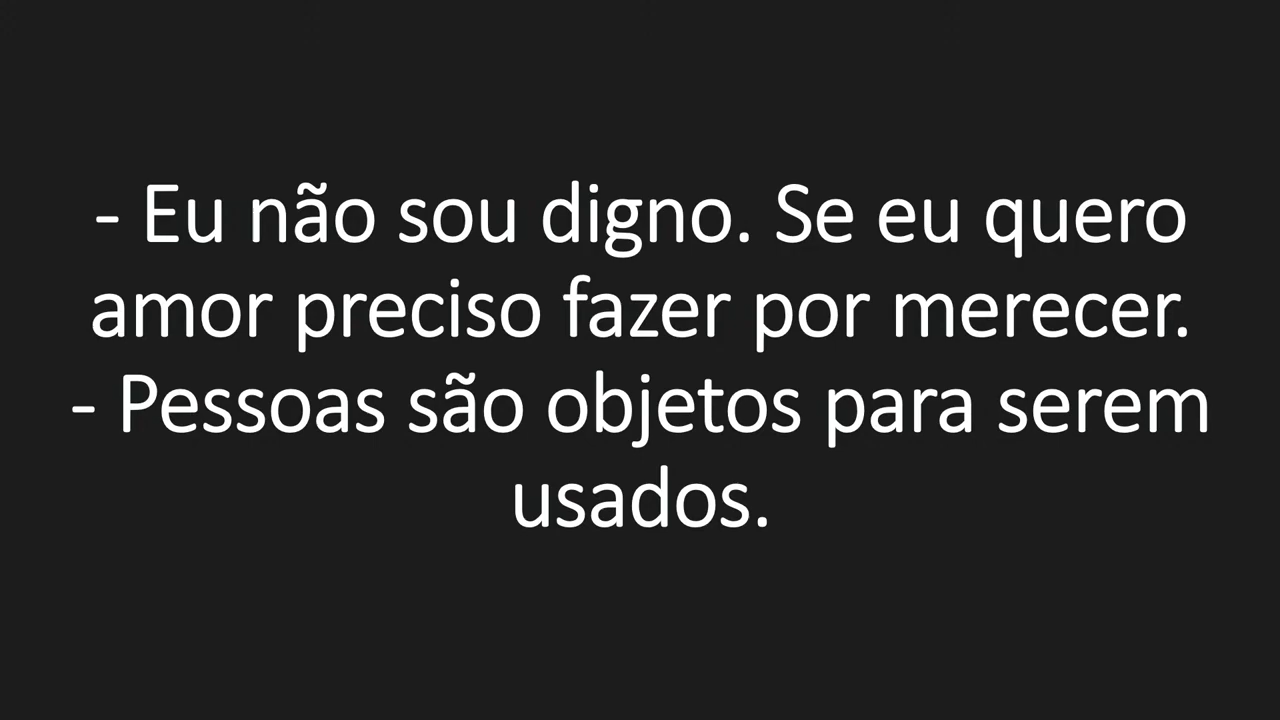 - Eu não sou digno. Se eu quero
amor preciso fazer por merecer.
- Pessoas são objetos para serem
usados.